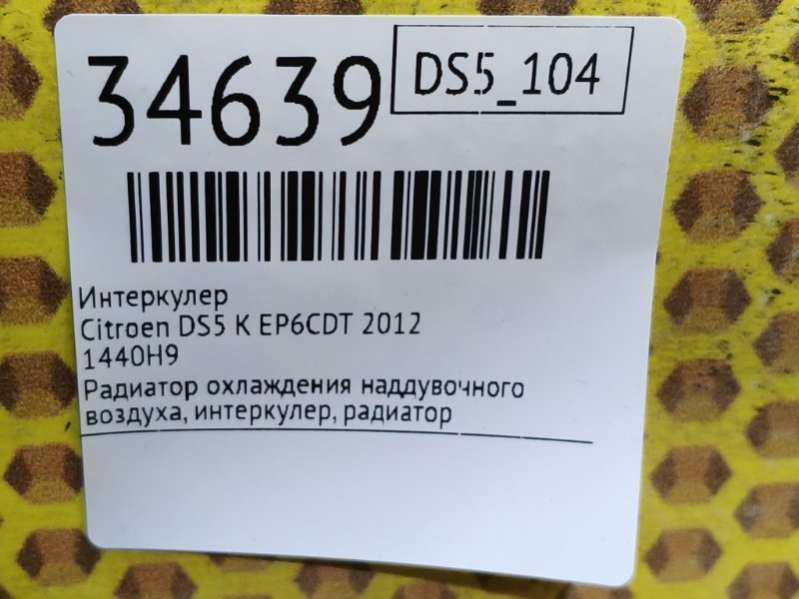 34639
DS5_104
Интеркулер
Citroen DS5 K EP6CDT 2012
1440H9
Радиатор охлаждения наддувочного
воздуха, интеркулер, радиатор